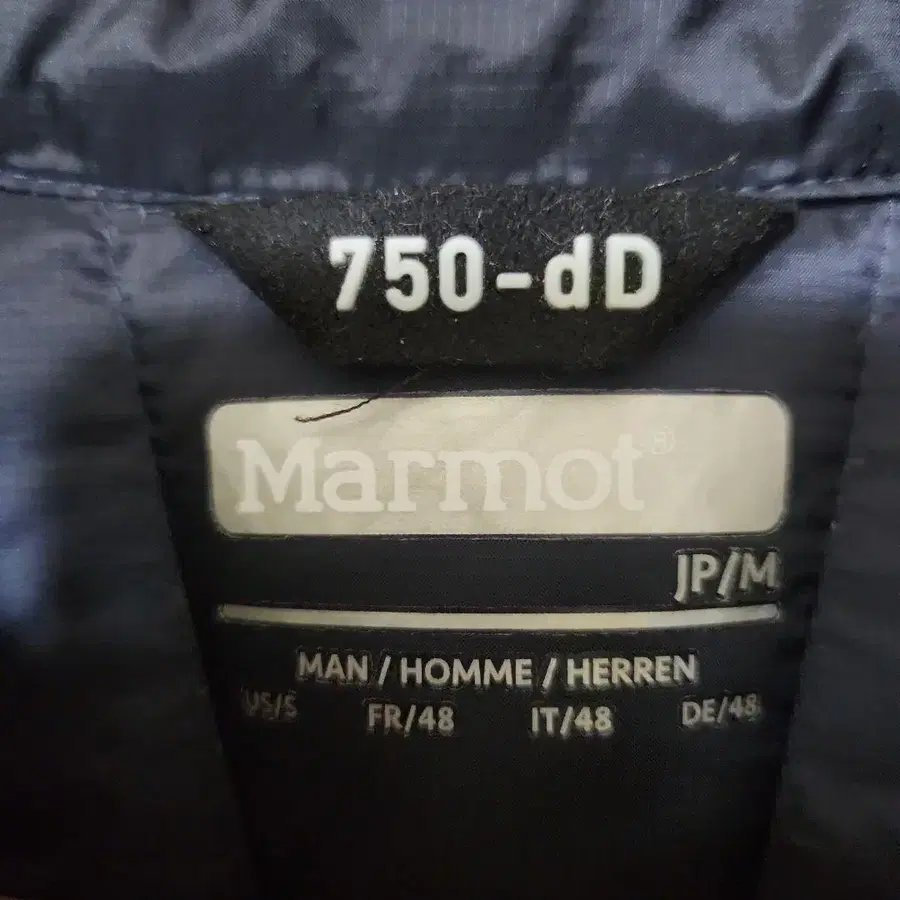 750-dD
Marmot®
JP/M
MAN / HOMME / HERREN
US/S FR/48 IT/48 DE/48